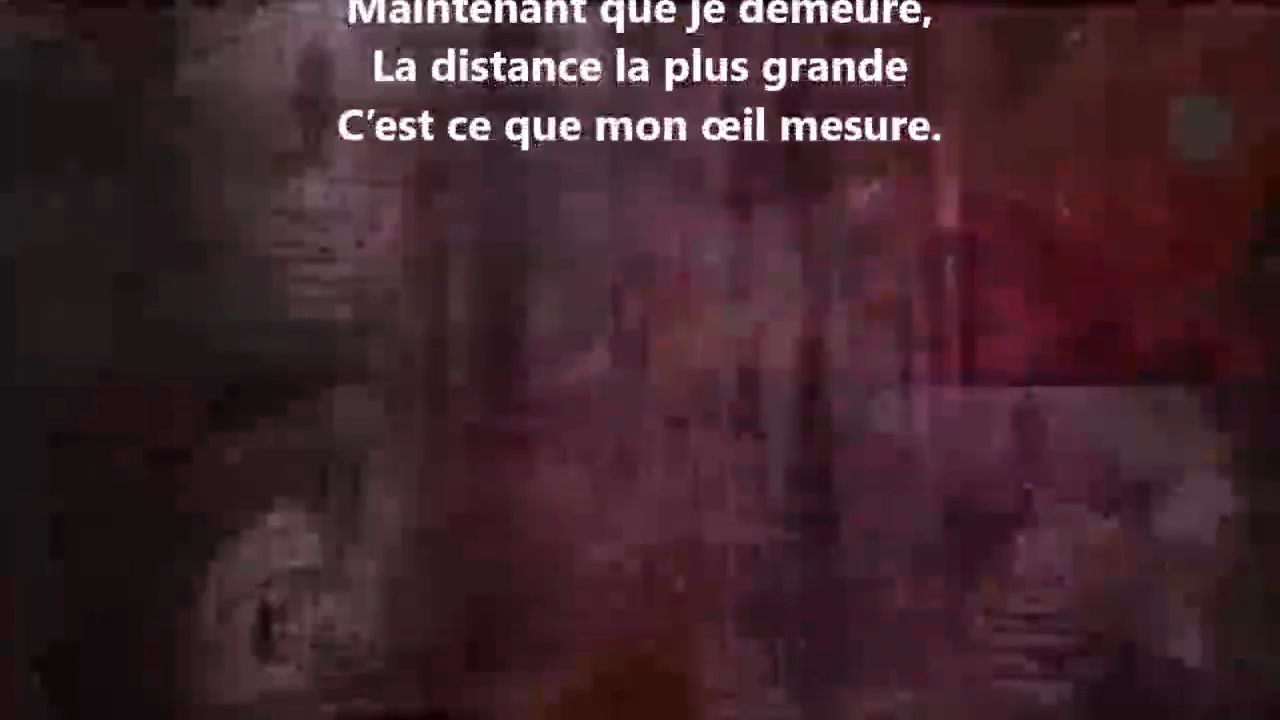 Maintenant que je demeure,
La distance la plus grande
C’est ce que mon œil mesure.